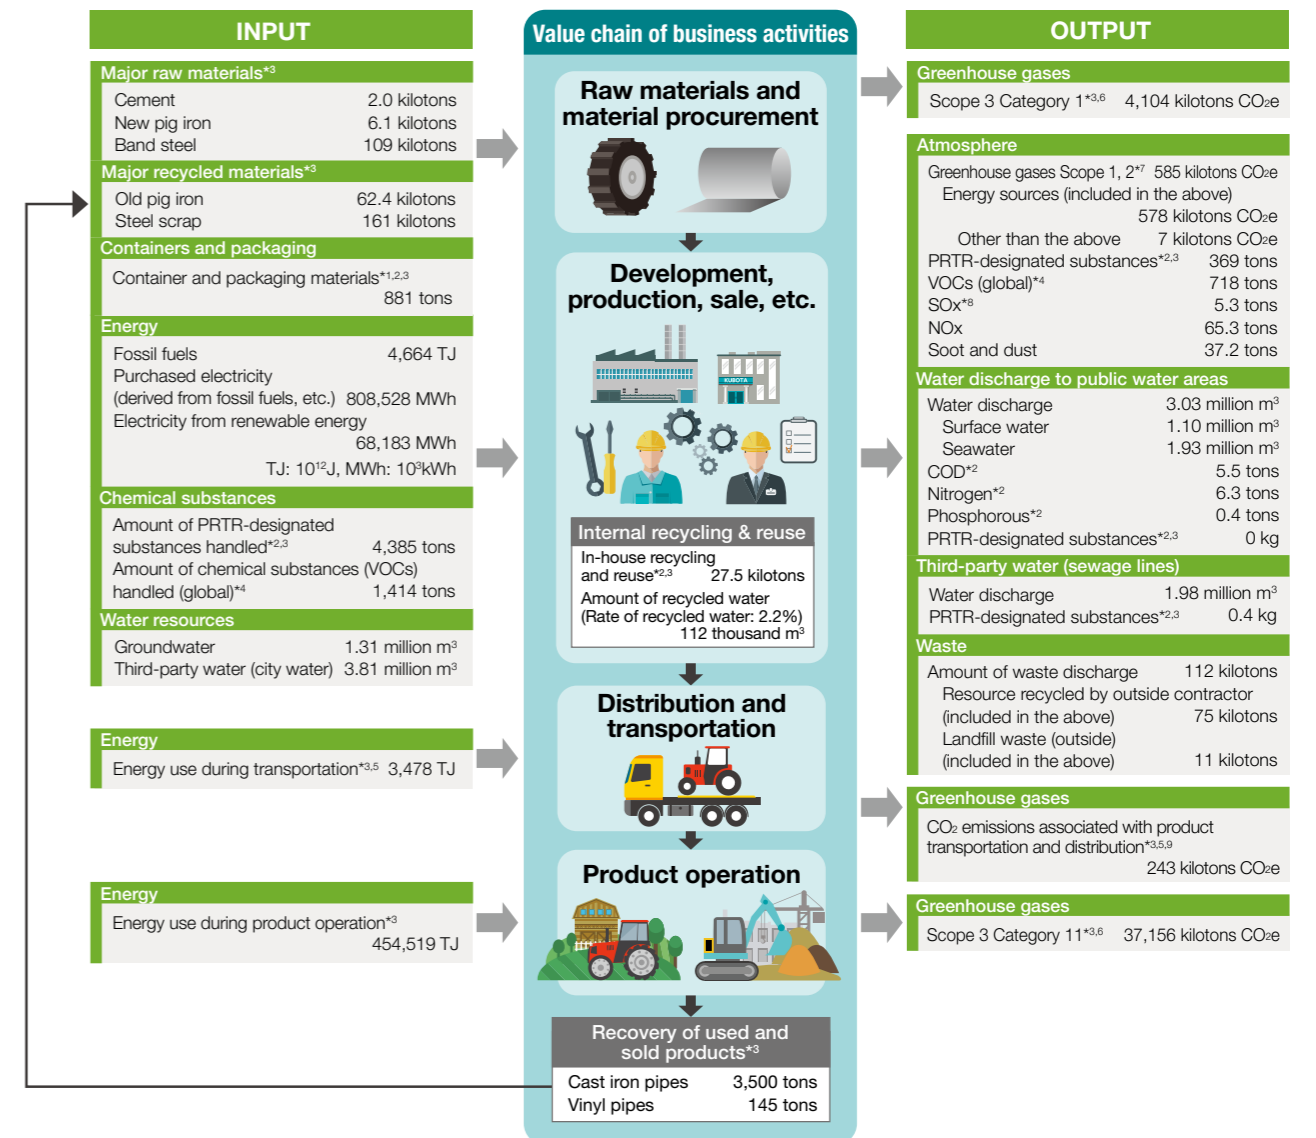 INPUT
Major raw materials*3
Cement 2.0 kilotons
New pig iron 6.1 kilotons
Band steel 109 kilotons
Major recycled materials*3
Old pig iron 62.4 kilotons
Steel scrap 161 kilotons
Containers and packaging
Container and packaging materials*1,2,3
881 tons
Energy
Fossil fuels 4,664 TJ
Purchased electricity
(derived from fossil fuels, etc.) 808,528 MWh
Electricity from renewable energy
68,183 MWh
TJ: 10¹²J, MWh: 10³kWh
Chemical substances
Amount of PRTR-designated
substances handled*2,3 4,385 tons
Amount of chemical substances (VOCs)
handled (global)*4 1,414 tons
Water resources
Groundwater 1.31 million m³
Third-party water (city water) 3.81 million m³
Energy
Energy use during transportation*3,5 3,478 TJ
Energy
Energy use during product operation*3
454,519 TJ
Value chain of business activities
Raw materials and
material procurement
Development,
production, sale, etc.
KUBOTA
Internal recycling & reuse
In-house recycling
and reuse*2,3 27.5 kilotons
Amount of recycled water
(Rate of recycled water: 2.2%)
112 thousand m³
Distribution and
transportation
Product operation
Recovery of used and
sold products*3
Cast iron pipes 3,500 tons
Vinyl pipes 145 tons
OUTPUT
Greenhouse gases
Scope 3 Category 1*3,6 4,104 kilotons CO₂e
Atmosphere
Greenhouse gases Scope 1, 2*7 585 kilotons CO₂e
Energy sources (included in the above)
578 kilotons CO₂e
Other than the above 7 kilotons CO₂e
PRTR-designated substances*2,3 369 tons
VOCs (global)*4 718 tons
SOx*8 5.3 tons
NOx 65.3 tons
Soot and dust 37.2 tons
Water discharge to public water areas
Water discharge 3.03 million m³
Surface water 1.10 million m³
Seawater 1.93 million m³
COD*2 5.5 tons
Nitrogen*2 6.3 tons
Phosphorous*2 0.4 tons
PRTR-designated substances*2,3 0 kg
Third-party water (sewage lines)
Water discharge 1.98 million m³
PRTR-designated substances*2,3 0.4 kg
Waste
Amount of waste discharge 112 kilotons
Resource recycled by outside contractor
(included in the above) 75 kilotons
Landfill waste (outside)
(included in the above) 11 kilotons
Greenhouse gases
CO₂ emissions associated with product
transportation and distribution*3,5,9
243 kilotons CO₂e
Greenhouse gases
Scope 3 Category 11*3,6 37,156 kilotons CO₂e